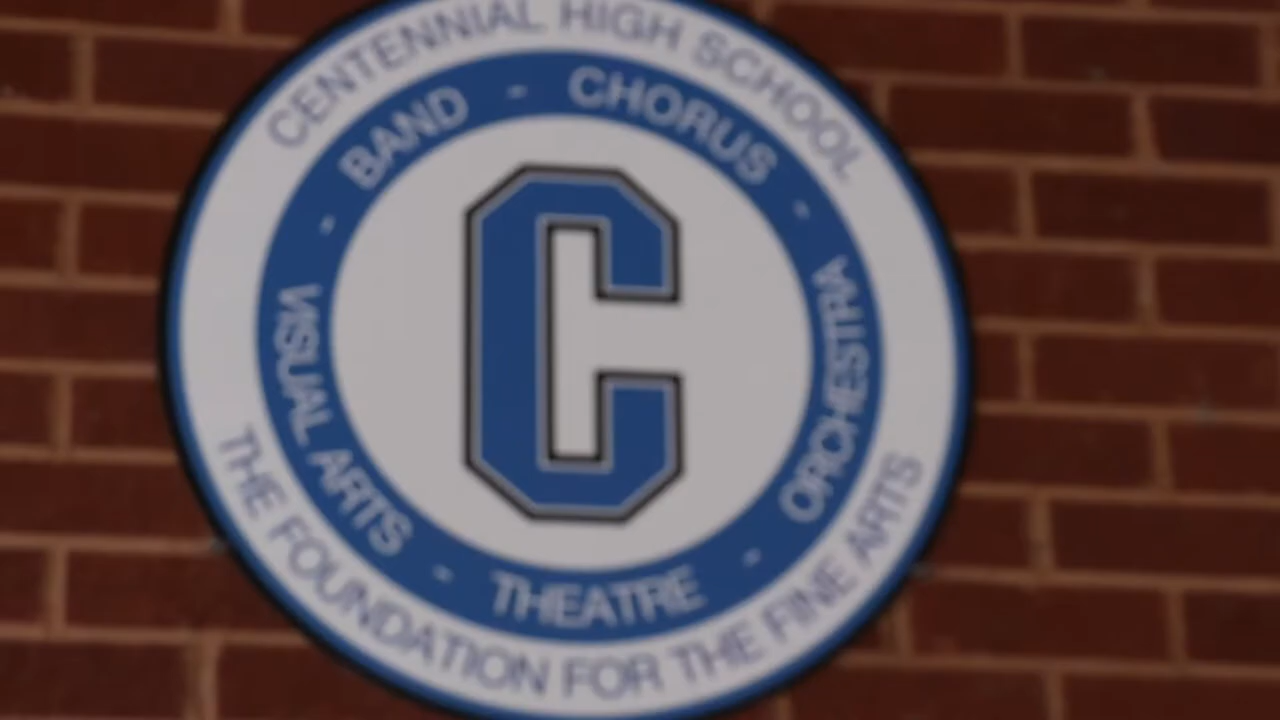 CENTENNIAL HIGH SCHOOL
BAND - CHORUS - ORCHESTRA - THEATRE - VISUAL ARTS -
C
THE FOUNDATION FOR THE FINE ARTS